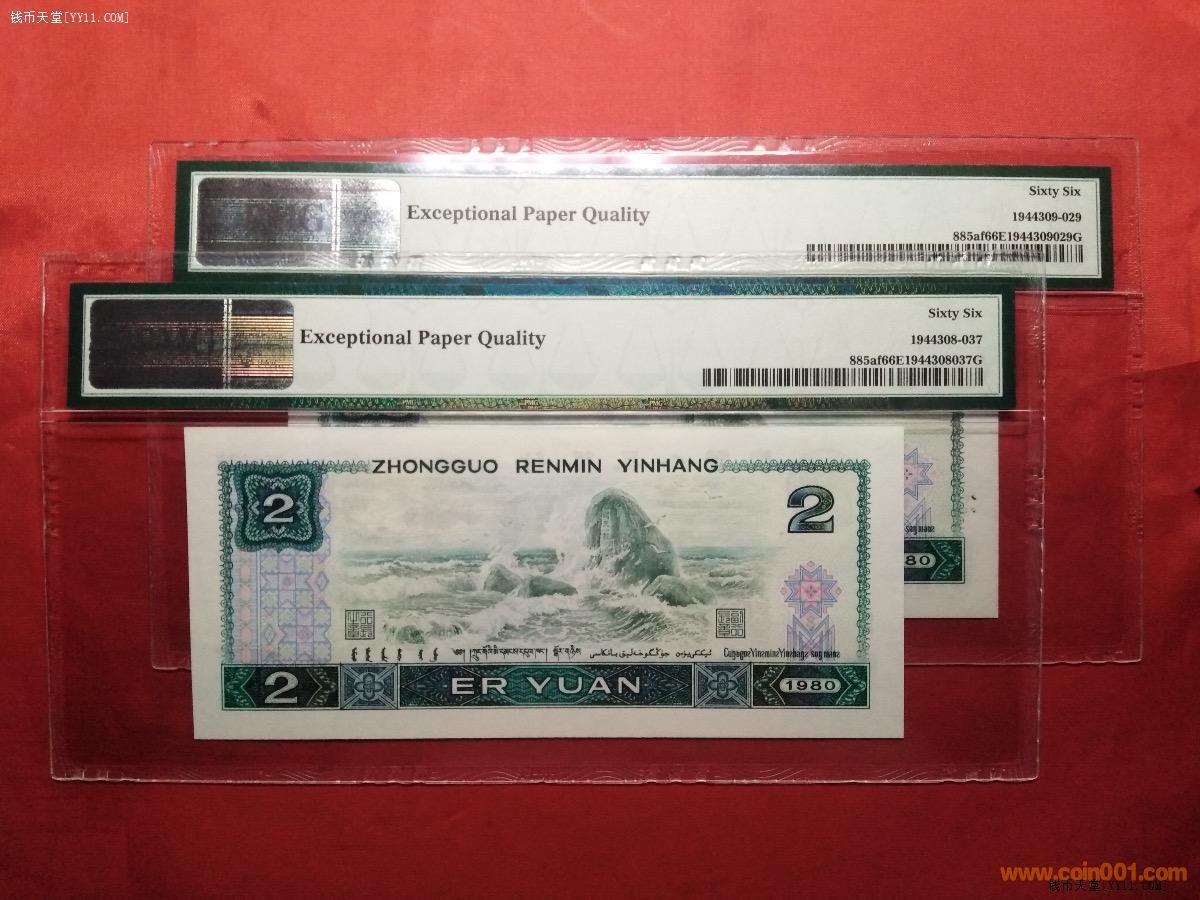 钱币天堂[YY11.COM]
Exceptional Paper Quality
Sixty Six
1944309-029
885af66E1944309029G
Exceptional Paper Quality
Sixty Six
1944308-037
885af66E1944308037G
ZHONGGUO RENMIN YINHANG
2
2
2 ER YUAN 1980
80
www.coin001.com
钱币天堂[YY11.COM]